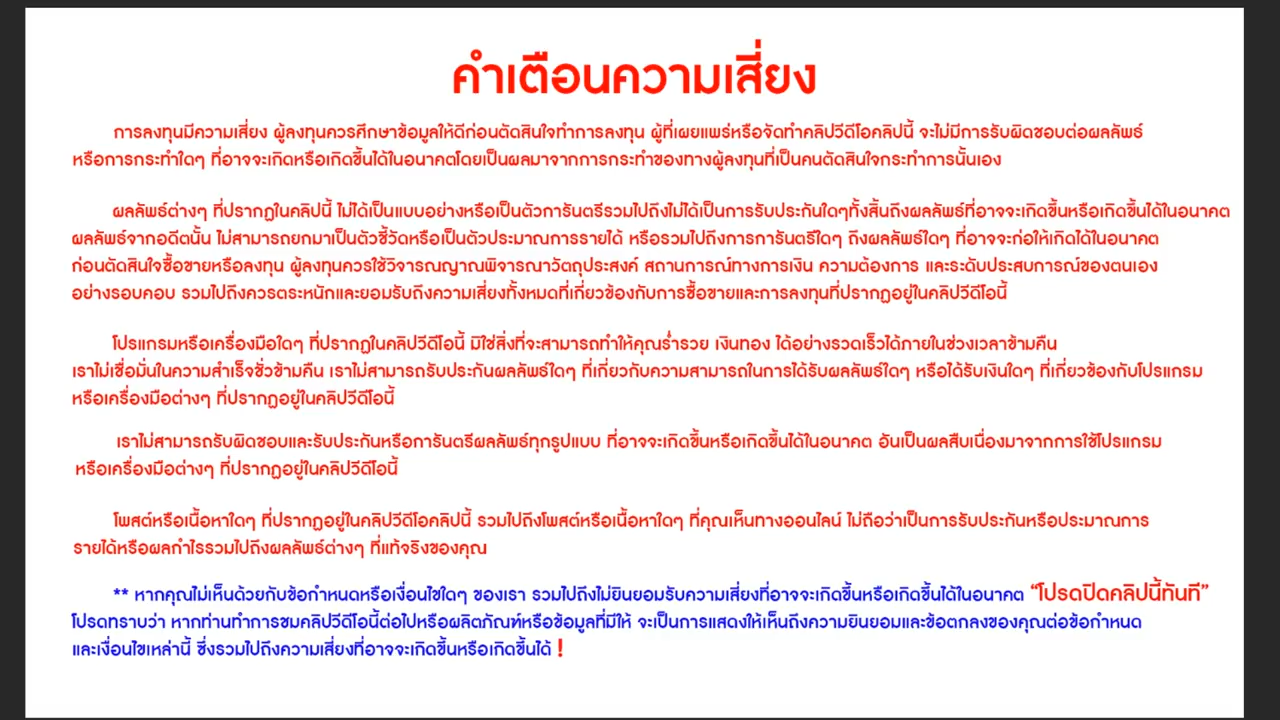 คำเตือนความเสี่ยง
การลงทุนมีความเสี่ยง ผู้ลงทุนควรศึกษาข้อมูลให้ดีก่อนตัดสินใจทำการลงทุน ผู้ที่เผยแพร่หรือจัดทำคลิปวีดีโอคลิปนี้ จะไม่มีการรับผิดชอบต่อผลลัพธ์
หรือการกระทำใดๆ ที่อาจจะเกิดหรือเกิดขึ้นได้ในอนาคตโดยเป็นผลมาจากการกระทำของทางผู้ลงทุนที่เป็นคนตัดสินใจกระทำการนั้นเอง
ผลลัพธ์ต่างๆ ที่ปรากฏในคลิปนี้ ไม่ได้เป็นแบบอย่างหรือเป็นตัวการันตรีรวมไปถึงไม่ได้เป็นการรับประกันใดๆทั้งสิ้นถึงผลลัพธ์ที่อาจจะเกิดขึ้นหรือเกิดขึ้นได้ในอนาคต
ผลลัพธ์จากอดีตนั้น ไม่สามารถยกมาเป็นตัวชี้วัดหรือเป็นตัวประมาณการรายได้ หรือรวมไปถึงการการันตรีใดๆ ถึงผลลัพธ์ใดๆ ที่อาจจะก่อให้เกิดได้ในอนาคต
ก่อนตัดสินใจซื้อขายหรือลงทุน ผู้ลงทุนควรใช้วิจารณญาณพิจารณาวัตถุประสงค์ สถานการณ์ทางการเงิน ความต้องการ และระดับประสบการณ์ของตนเอง
อย่างรอบคอบ รวมไปถึงควรตระหนักและยอมรับถึงความเสี่ยงทั้งหมดที่เกี่ยวข้องกับการซื้อขายและการลงทุนที่ปรากฏอยู่ในคลิปวีดีโอนี้
โปรแกรมหรือเครื่องมือใดๆ ที่ปรากฏในคลิปวีดีโอนี้ มิใช่สิ่งที่จะสามารถทำให้คุณร่ำรวย เงินทอง ได้อย่างรวดเร็วได้ภายในช่วงเวลาข้ามคืน
เราไม่เชื่อมั่นในความสำเร็จชั่วข้ามคืน เราไม่สามารถรับประกันผลลัพธ์ใดๆ ที่เกี่ยวกับความสามารถในการได้รับผลลัพธ์ใดๆ หรือได้รับเงินใดๆ ที่เกี่ยวข้องกับโปรแกรม
หรือเครื่องมือต่างๆ ที่ปรากฏอยู่ในคลิปวีดีโอนี้
เราไม่สามารถรับผิดชอบและรับประกันหรือการันตรีผลลัพธ์ทุกรูปแบบ ที่อาจจะเกิดขึ้นหรือเกิดขึ้นได้ในอนาคต อันเป็นผลสืบเนื่องมาจากการใช้โปรแกรม
หรือเครื่องมือต่างๆ ที่ปรากฏอยู่ในคลิปวีดีโอนี้
โพสต์หรือเนื้อหาใดๆ ที่ปรากฏอยู่ในคลิปวีดีโอคลิปนี้ รวมไปถึงโพสต์หรือเนื้อหาใดๆ ที่คุณเห็นทางออนไลน์ ไม่ถือว่าเป็นการรับประกันหรือประมาณการ
รายได้หรือผลกำไรรวมไปถึงผลลัพธ์ต่างๆ ที่แท้จริงของคุณ
** หากคุณไม่เห็นด้วยกับข้อกำหนดหรือเงื่อนไขใดๆ ของเรา รวมไปถึงไม่ยินยอมรับความเสี่ยงที่อาจจะเกิดขึ้นหรือเกิดขึ้นได้ในอนาคต “โปรดปิดคลิปนี้ทันที”
โปรดทราบว่า หากท่านทำการชมคลิปวีดีโอนี้ต่อไปหรือผลิตภัณฑ์หรือข้อมูลที่มีให้ จะเป็นการแสดงให้เห็นถึงความยินยอมและข้อตกลงของคุณต่อข้อกำหนด
และเงื่อนไขเหล่านี้ ซึ่งรวมไปถึงความเสี่ยงที่อาจจะเกิดขึ้นหรือเกิดขึ้นได้ !